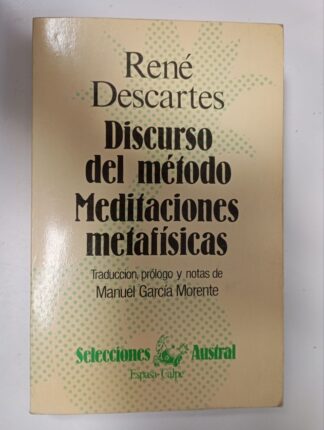 René
Descartes
Discurso
del método
Meditaciones
metafísicas
Traducción, prólogo y notas de
Manuel García Morente
Selecciones Austral
Espasa-Calpe